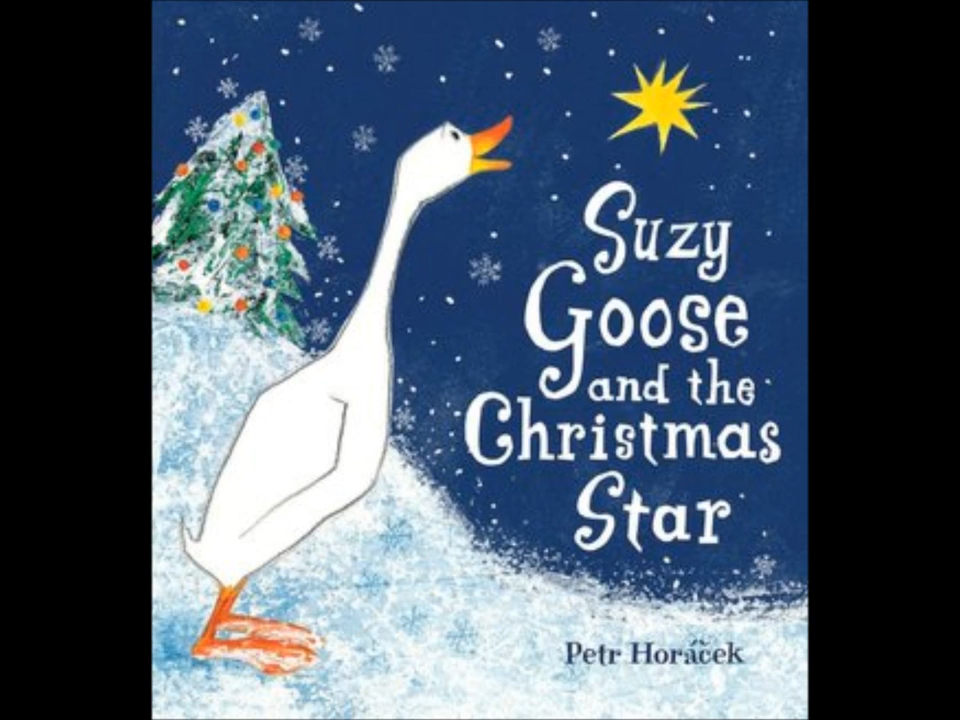 Suzy
Goose
and the
Christmas
Star
Petr Horáček